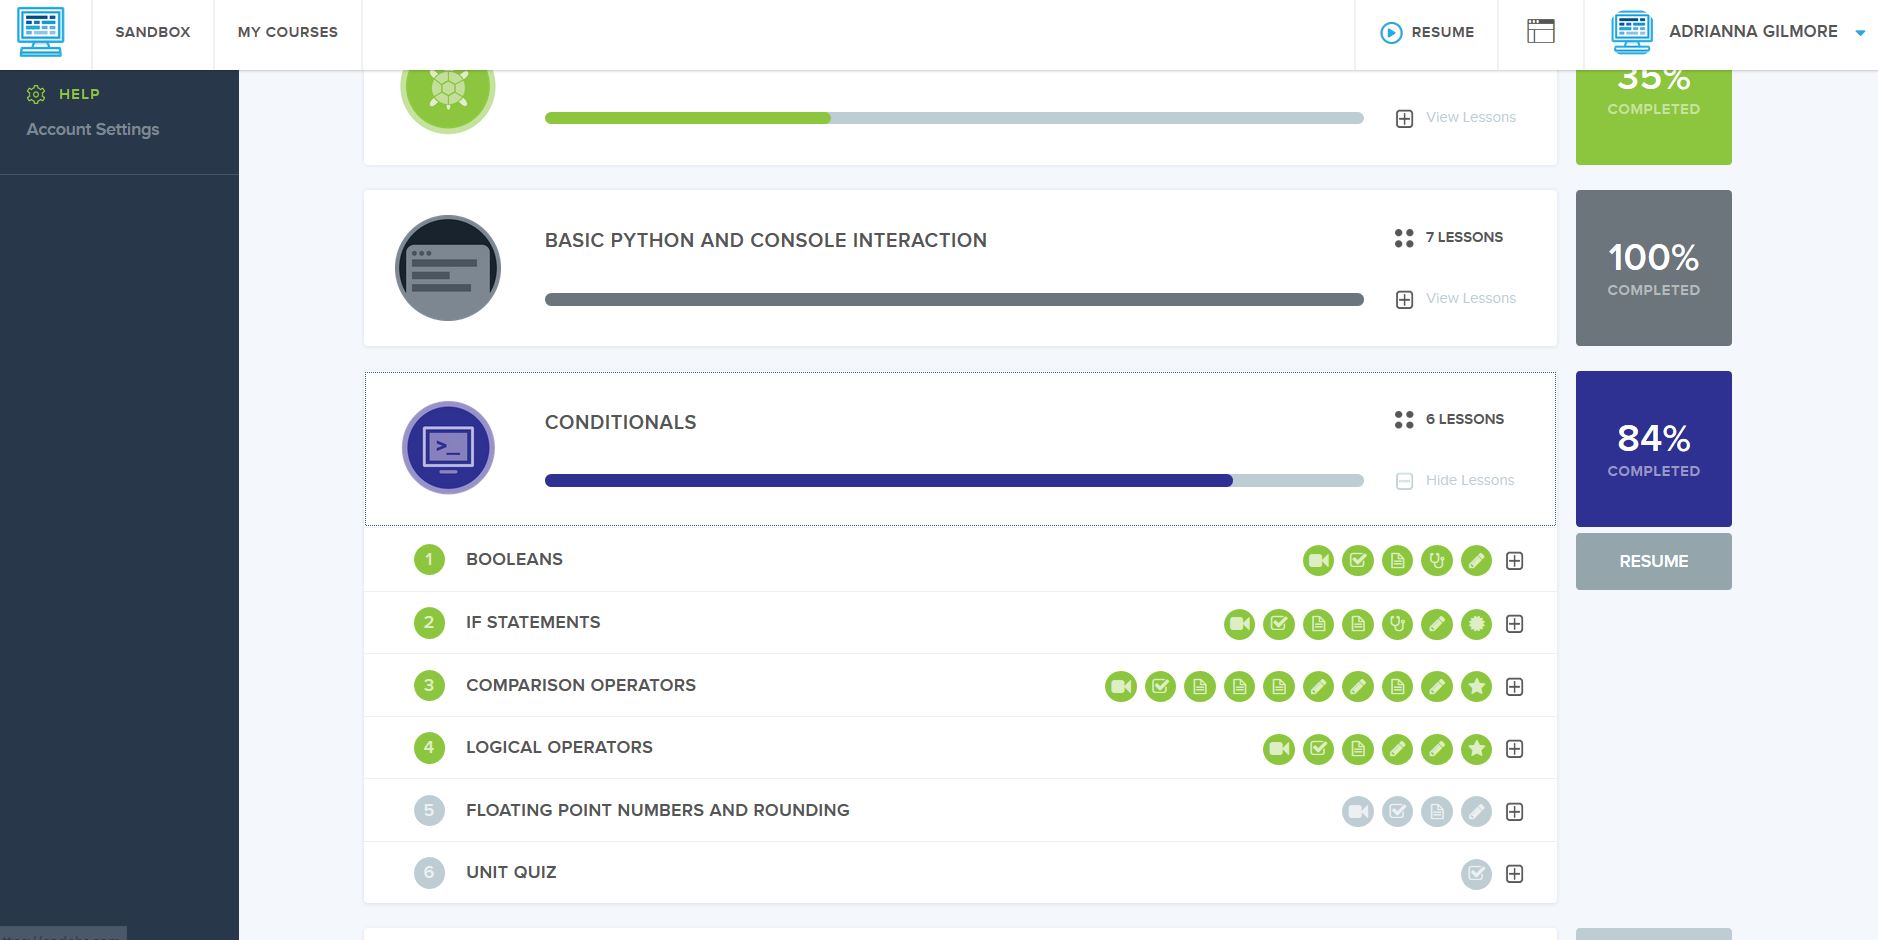 SANDBOX
MY COURSES
RESUME
ADRIANNA GILMORE
HELP
Account Settings
View Lessons
35%
COMPLETED
BASIC PYTHON AND CONSOLE INTERACTION
7 LESSONS
View Lessons
100%
COMPLETED
CONDITIONALS
6 LESSONS
Hide Lessons
84%
COMPLETED
RESUME
>_
1 BOOLEANS
2 IF STATEMENTS
3 COMPARISON OPERATORS
4 LOGICAL OPERATORS
5 FLOATING POINT NUMBERS AND ROUNDING
6 UNIT QUIZ